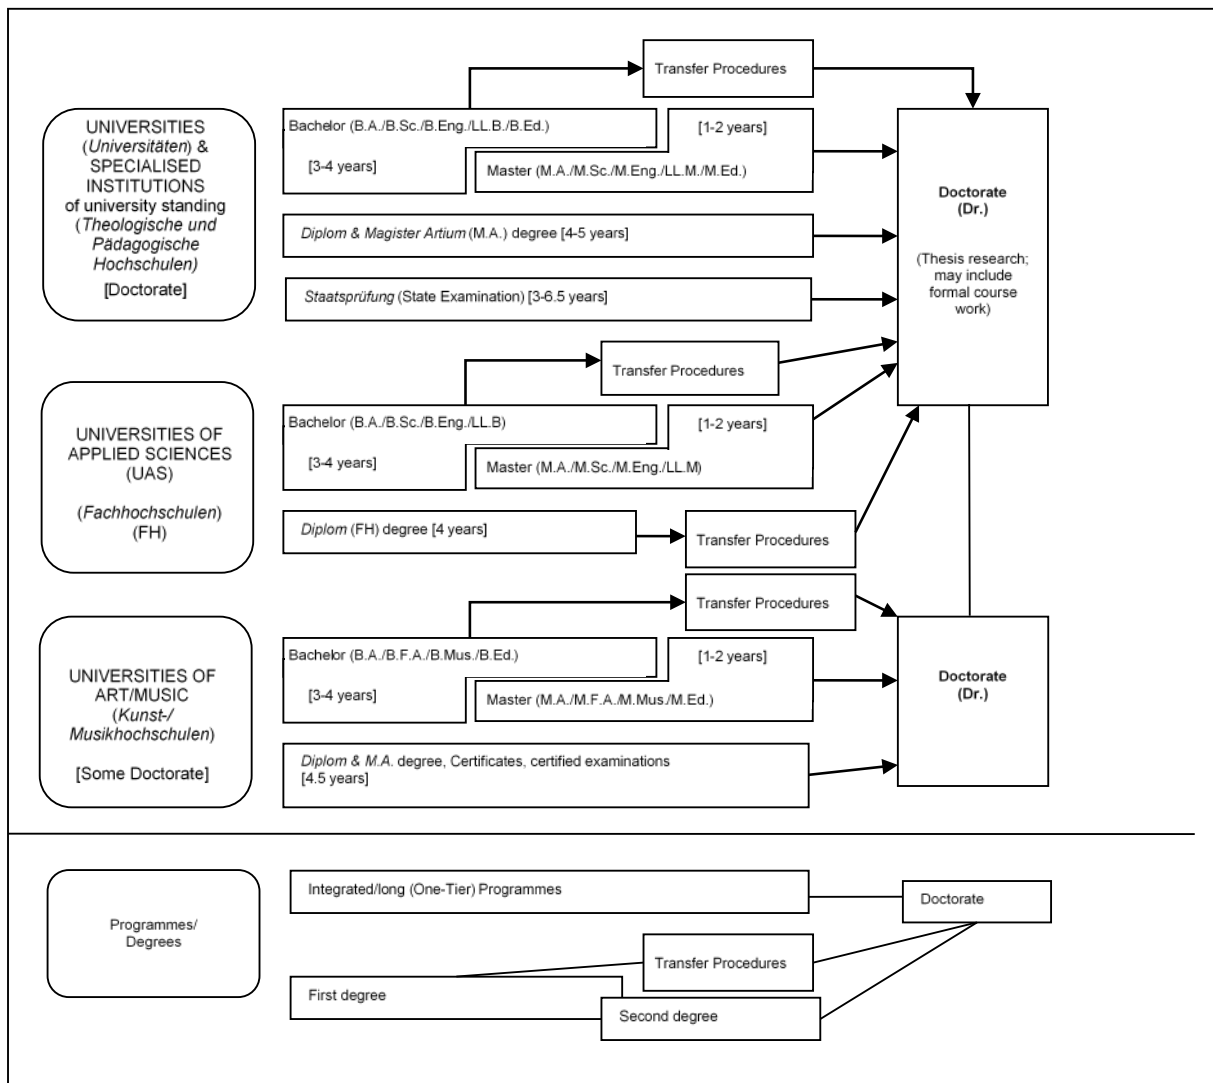 Transfer Procedures
UNIVERSITIES
(Universitäten) &
SPECIALISED
INSTITUTIONS
of university standing
(Theologische und
Pädagogische
Hochschulen)
[Doctorate]
Bachelor (B.A./B.Sc./B.Eng./LL.B./B.Ed.)
[3-4 years]
[1-2 years]
Master (M.A./M.Sc./M.Eng./LL.M./M.Ed.)
Diplom & Magister Artium (M.A.) degree [4-5 years]
Staatsprüfung (State Examination) [3-6.5 years]
Doctorate
(Dr.)
(Thesis research;
may include
formal course
work)
Transfer Procedures
UNIVERSITIES OF
APPLIED SCIENCES
(UAS)
(Fachhochschulen)
(FH)
Bachelor (B.A./B.Sc./B.Eng./LL.B)
[3-4 years]
[1-2 years]
Master (M.A./M.Sc./M.Eng./LL.M)
Diplom (FH) degree [4 years]
Transfer Procedures
Transfer Procedures
UNIVERSITIES OF
ART/MUSIC
(Kunst-/
Musikhochschulen)
[Some Doctorate]
Bachelor (B.A./B.F.A./B.Mus./B.Ed.)
[3-4 years]
[1-2 years]
Master (M.A./M.F.A./M.Mus./M.Ed.)
Diplom & M.A. degree, Certificates, certified examinations
[4.5 years]
Doctorate
(Dr.)
Programmes/
Degrees
Integrated/long (One-Tier) Programmes
Doctorate
Transfer Procedures
First degree
Second degree